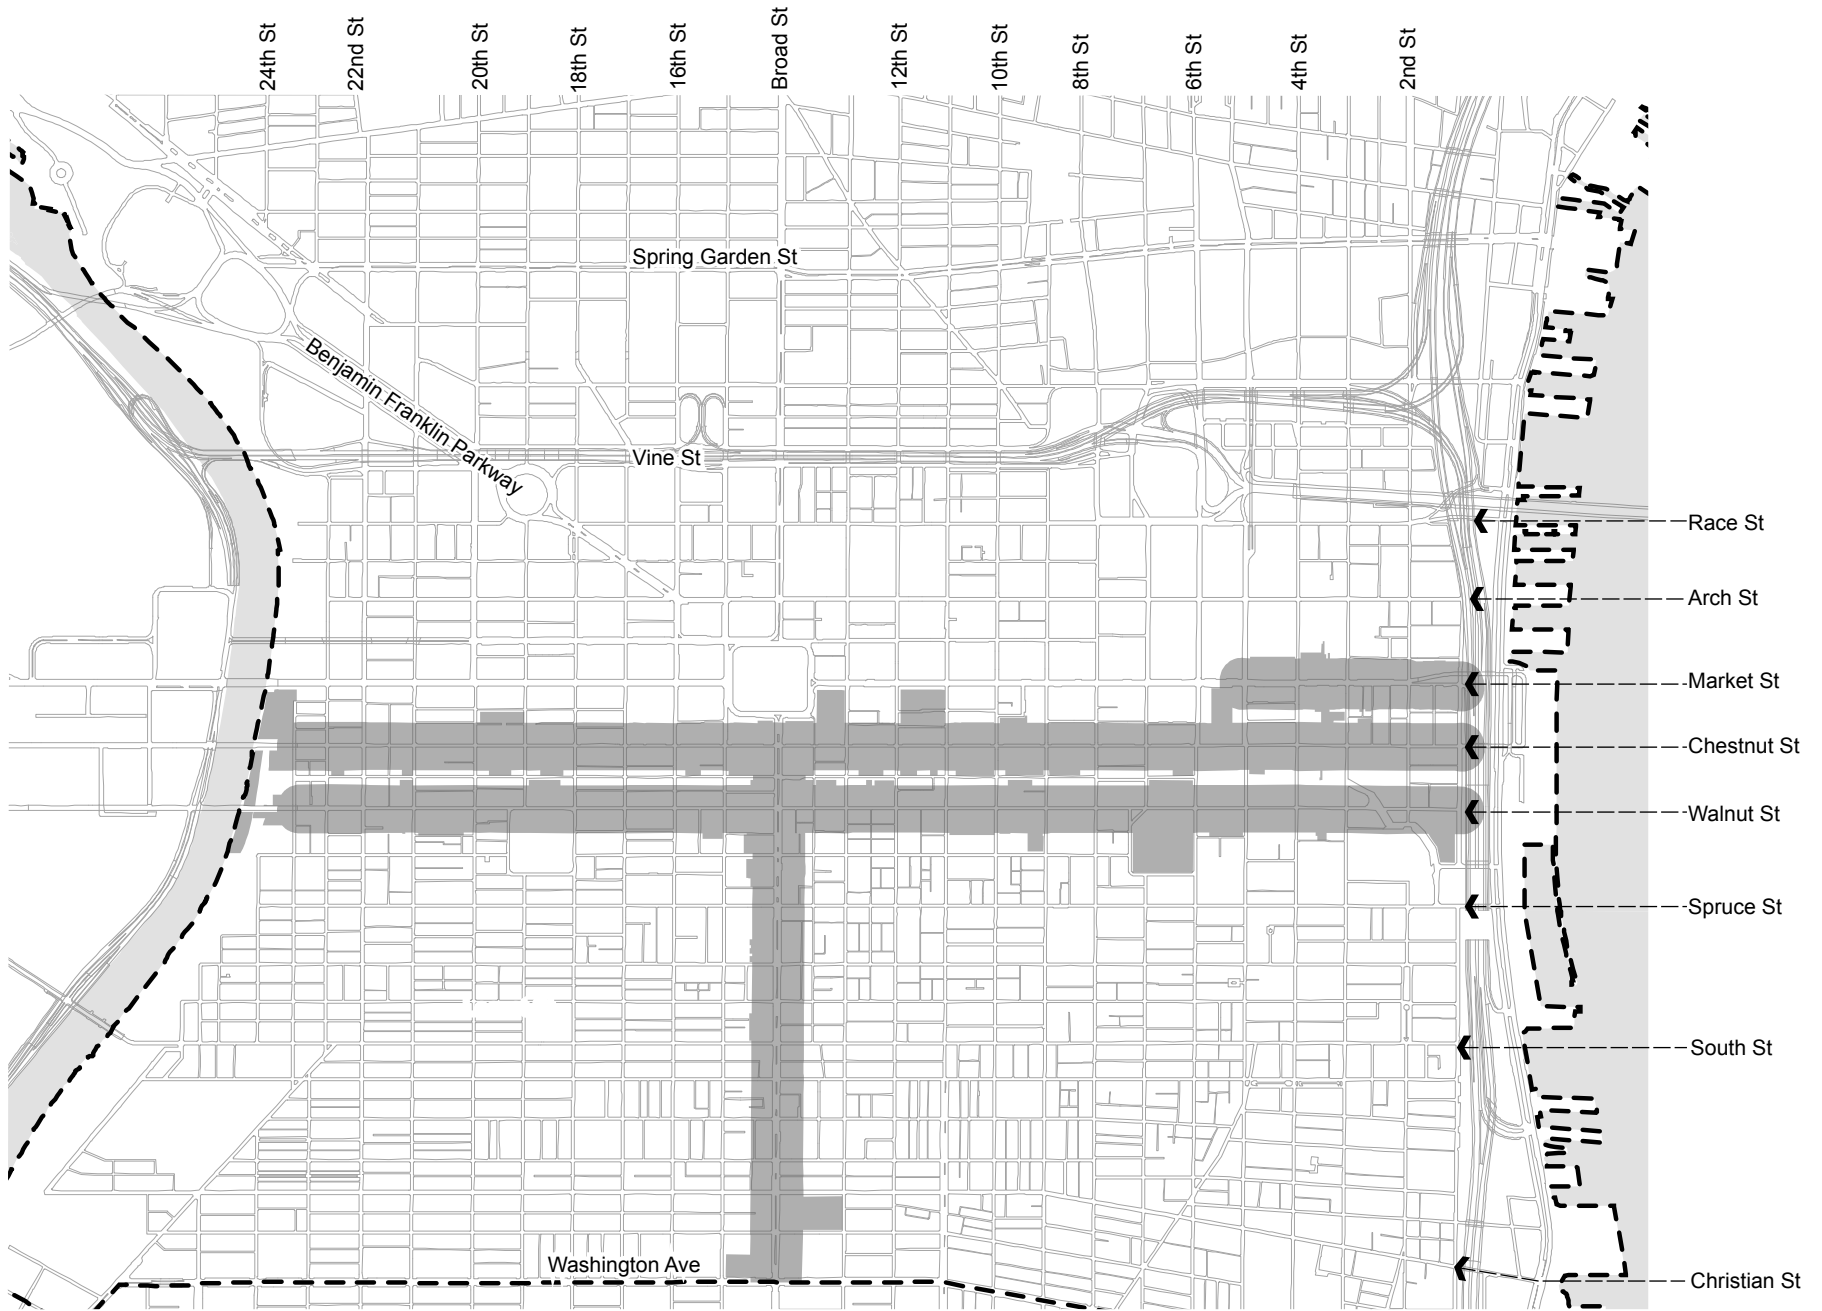 24th St
22nd St
20th St
18th St
16th St
Broad St
12th St
10th St
8th St
6th St
4th St
2nd St
Spring Garden St
Benjamin Franklin Parkway
Vine St
Race St
Arch St
Market St
Chestnut St
Walnut St
Spruce St
South St
Washington Ave
Christian St